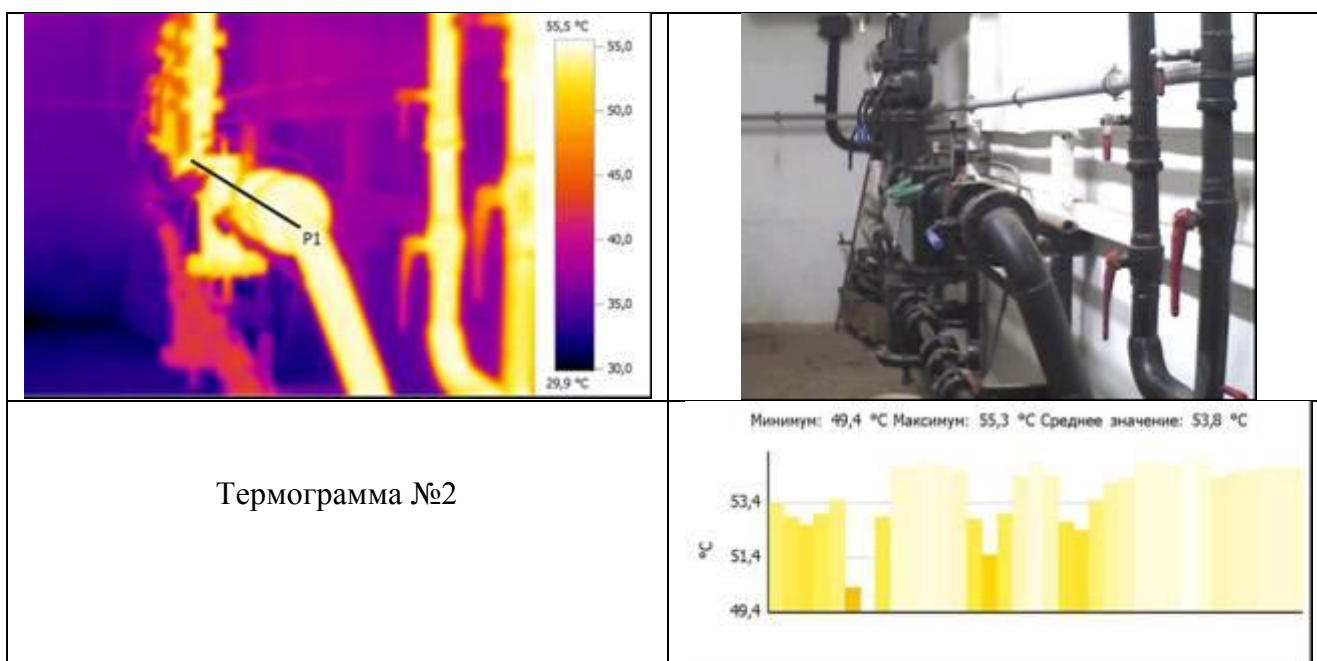 55,5 °C
55,0
50,0
45,0
40,0
35,0
30,0
29,9 °C
P1
Термограмма №2
Минимум: 49,4 °C Максимум: 55,3 °C Среднее значение: 53,8 °C
53,4
51,4
49,4
°C